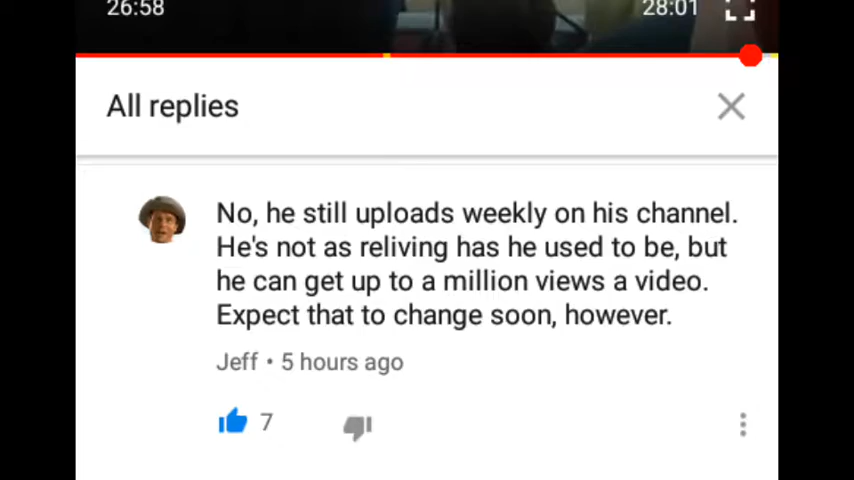 26:58 28:01
All replies
No, he still uploads weekly on his channel.
He's not as reliving has he used to be, but
he can get up to a million views a video.
Expect that to change soon, however.
Jeff • 5 hours ago
7